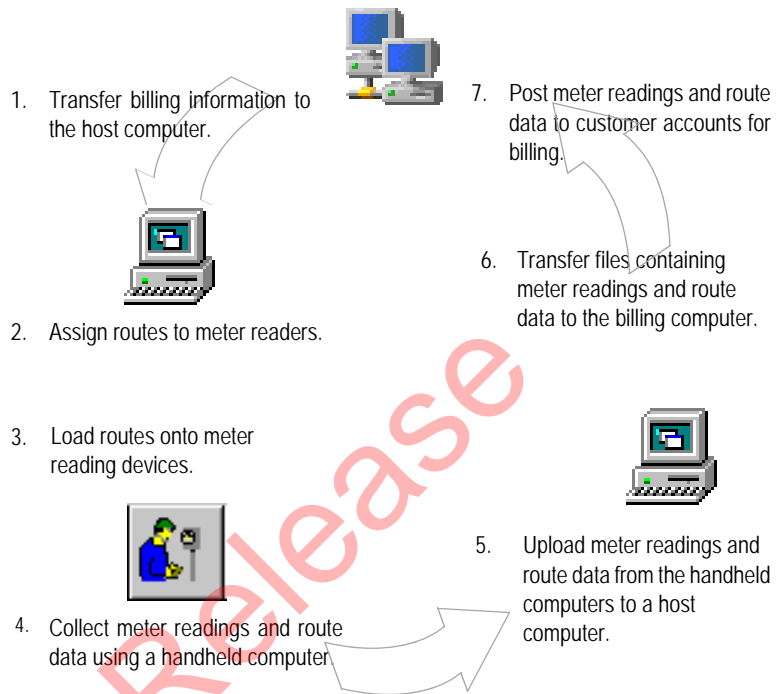 1. Transfer billing information to
the host computer.
2. Assign routes to meter readers.
3. Load routes onto meter
reading devices.
4. Collect meter readings and route
data using a handheld computer.
5. Upload meter readings and
route data from the handheld
computers to a host
computer.
6. Transfer files containing
meter readings and route
data to the billing computer.
7. Post meter readings and route
data to customer accounts for
billing.
Release